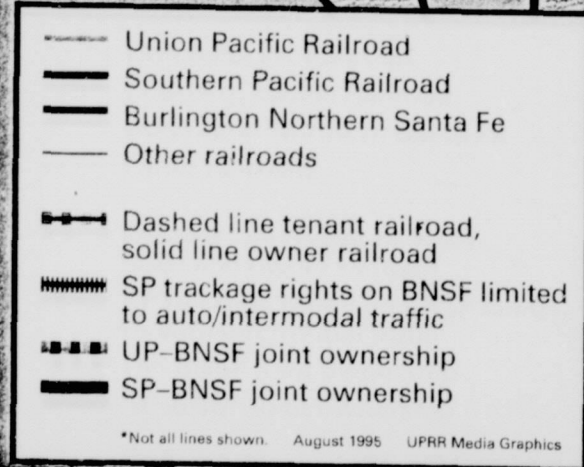 Union Pacific Railroad
Southern Pacific Railroad
Burlington Northern Santa Fe
Other railroads
Dashed line tenant railroad,
solid line owner railroad
SP trackage rights on BNSF limited
to auto/intermodal traffic
UP–BNSF joint ownership
SP–BNSF joint ownership
*Not all lines shown. August 1995 UPRR Media Graphics